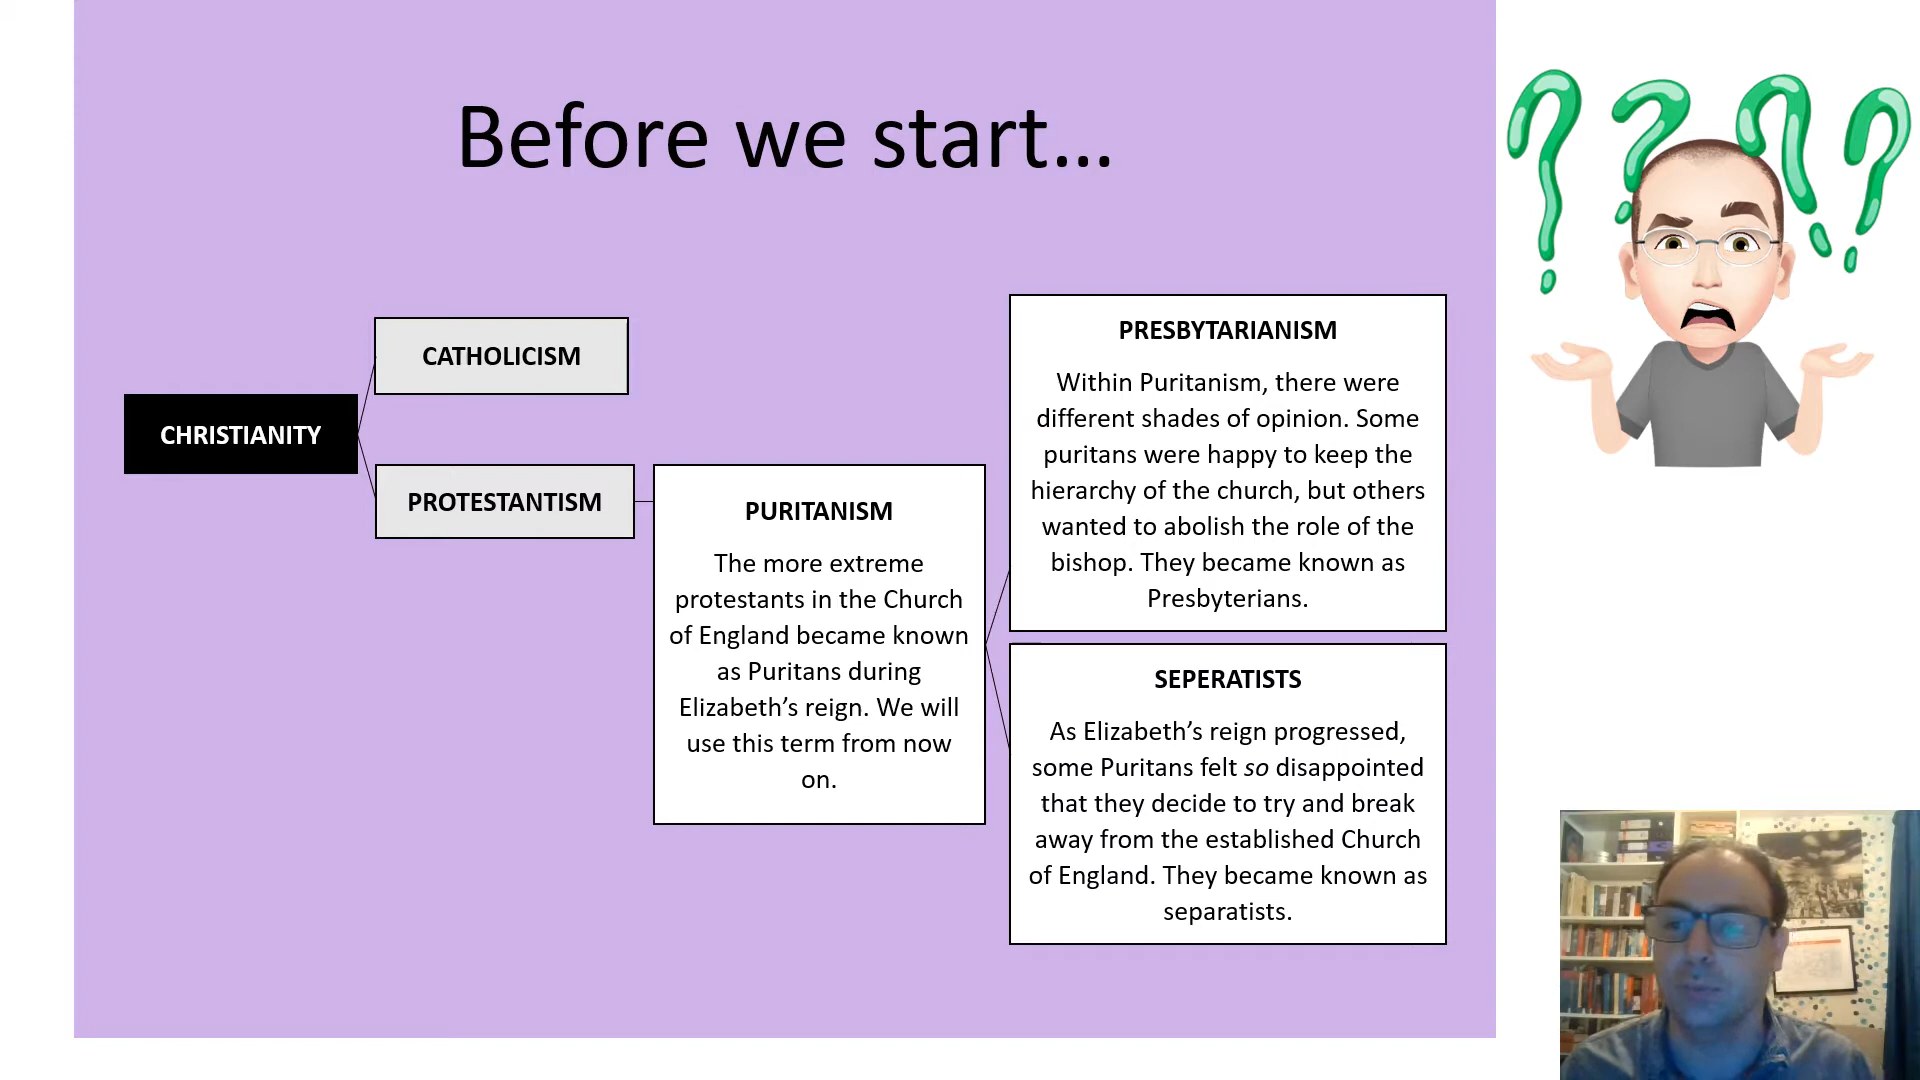 Before we start...
CATHOLICISM
CHRISTIANITY
PROTESTANTISM
PURITANISM
The more extreme
protestants in the Church
of England became known
as Puritans during
Elizabeth’s reign. We will
use this term from now
on.
PRESBYTARIANISM
Within Puritanism, there were
different shades of opinion. Some
puritans were happy to keep the
hierarchy of the church, but others
wanted to abolish the role of the
bishop. They became known as
Presbyterians.
SEPERATISTS
As Elizabeth’s reign progressed,
some Puritans felt so disappointed
that they decide to try and break
away from the established Church
of England. They became known as
separatists.
? ? ? ?